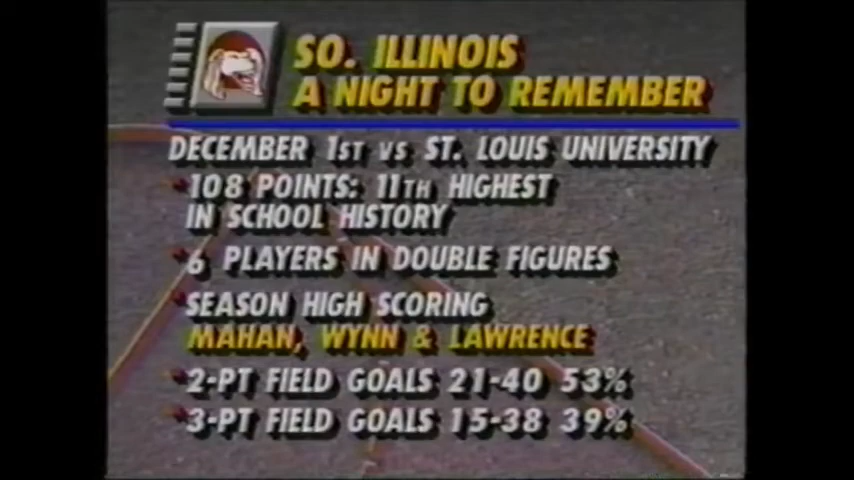 SO. ILLINOIS
A NIGHT TO REMEMBER
DECEMBER 1ST VS ST. LOUIS UNIVERSITY
108 POINTS: 11TH HIGHEST
IN SCHOOL HISTORY
6 PLAYERS IN DOUBLE FIGURES
SEASON HIGH SCORING
MAHAN, WYNN & LAWRENCE
2-PT FIELD GOALS 21-40 53%
3-PT FIELD GOALS 15-38 39%